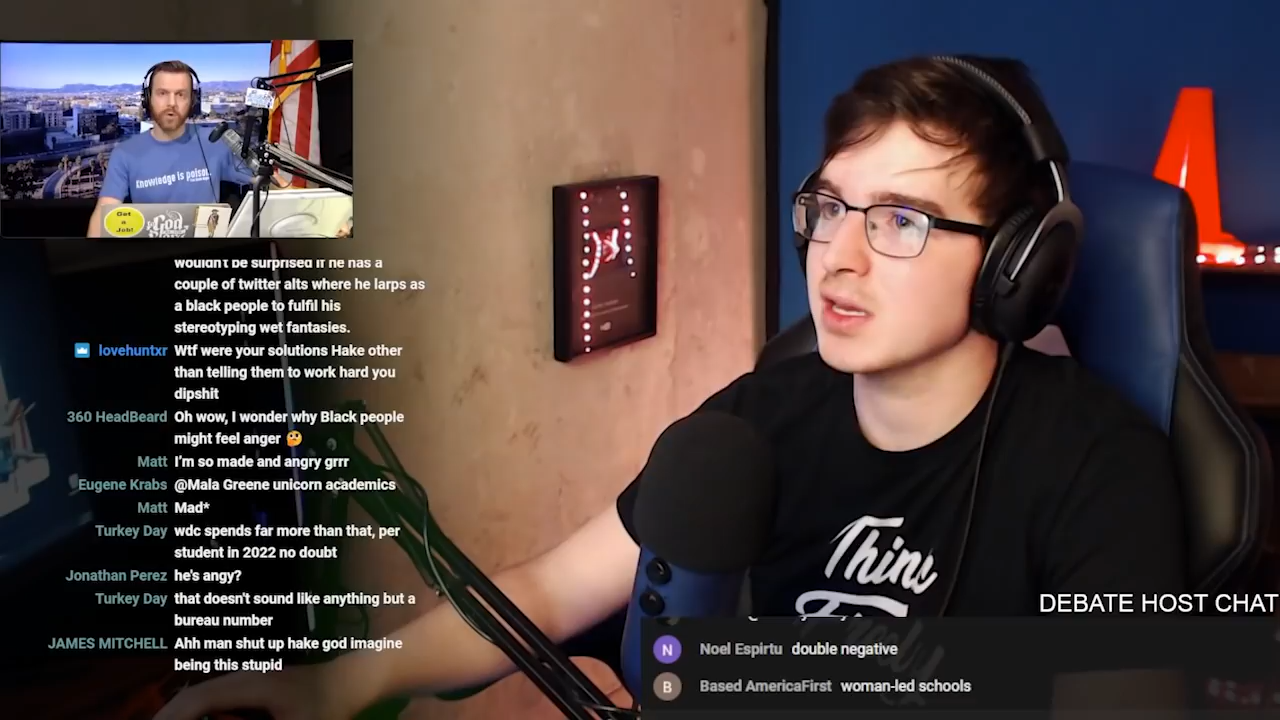 Knowledge is poison.
Get
a
Job!
God
wouldn't be surprised if he has a
couple of twitter alts where he larps as
a black people to fulfil his
stereotyping wet fantasies.
lovehuntxr Wtf were your solutions Hake other
than telling them to work hard you
dipshit
360 HeadBeard Oh wow, I wonder why Black people
might feel anger 🤔
Matt I'm so made and angry grrr
Eugene Krabs @Mala Greene unicorn academics
Matt Mad*
Turkey Day wdc spends far more than that, per
student in 2022 no doubt
Jonathan Perez he's angy?
Turkey Day that doesn't sound like anything but a
bureau number
JAMES MITCHELL Ahh man shut up hake god imagine
being this stupid
Think
DEBATE HOST CHAT
Noel Espirtu double negative
Based AmericaFirst woman-led schools